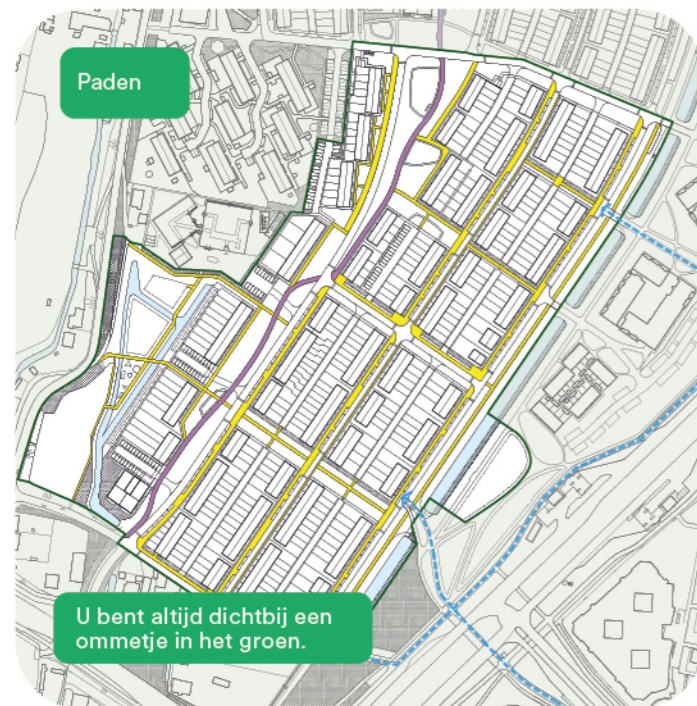 Paden
U bent altijd dichtbij een
ommetje in het groen.